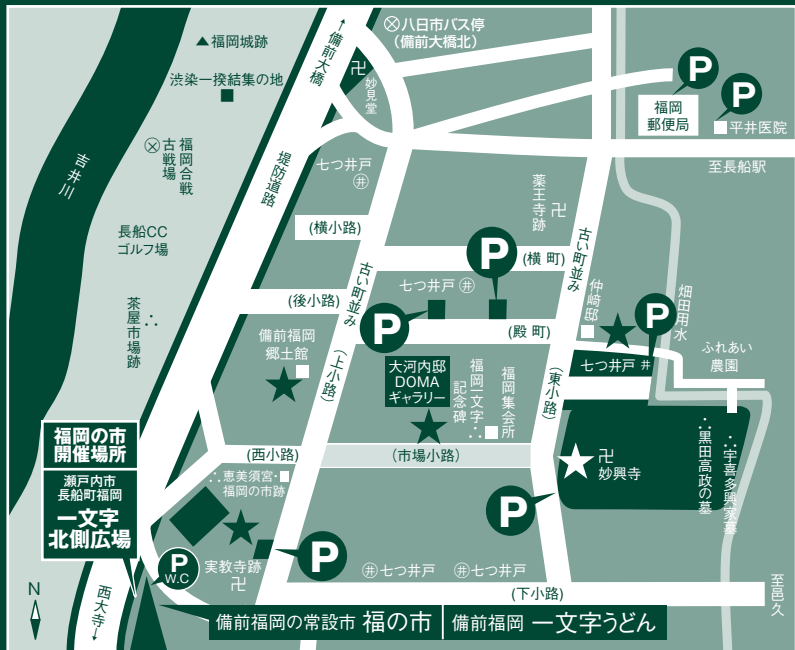 ▲福岡城跡
渋染一揆結集の地
↑備前大橋
八日市バス停
(備前大橋北)
卍
妙見堂
P
福岡
郵便局
P
平井医院
至長船駅
吉井川
福岡合戦
古戦場
堤防道路
七つ井戸
井
薬王寺跡
卍
長船CC
ゴルフ場
(横小路)
古い町並み
(横 町)
P
古い町並み
仲﨑邸
畑田用水
茶屋市場跡
(後小路)
七つ井戸 井
P
(殿 町)
P
七つ井戸 井
ふれあい
農園
備前福岡
郷土館
(上小路)
大河内邸
DOMA
ギャラリー
福岡一文字
記念碑
福岡集会所
(東小路)
福岡の市
開催場所
瀬戸内市
長船町福岡
一文字
北側広場
(西小路)
(市場小路)
卍
妙興寺
黒田高政の墓
宇喜多興家墓
恵美須宮・
福岡の市跡
P
P
P
W.C
実教寺跡
卍
井七つ井戸
井七つ井戸
(下小路)
至邑久
N
西大寺→
備前福岡の常設市 福の市
備前福岡 一文字うどん